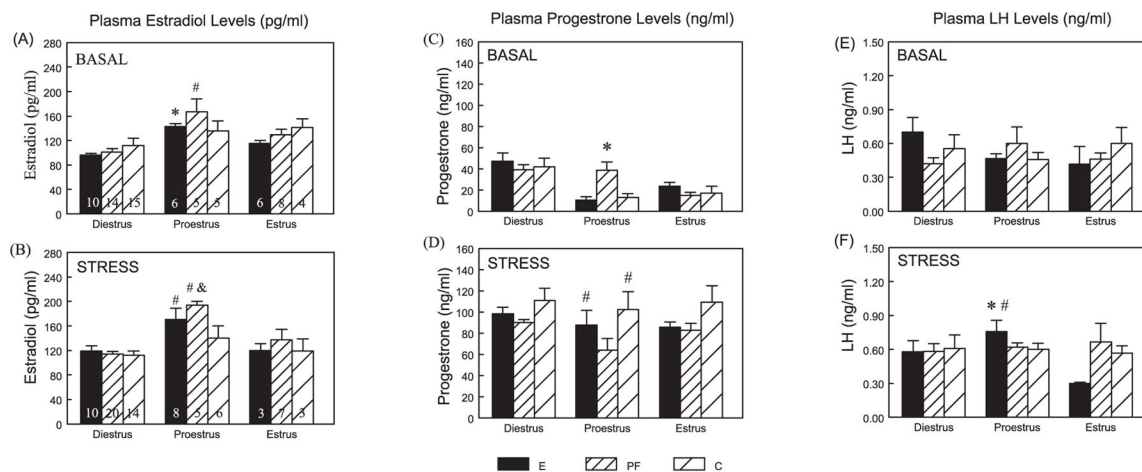 Plasma Estradiol Levels (pg/ml)
(A)
BASAL
Estradiol (pg/ml)
280
240
200
160
120
80
40
0
*
#
10 14 15
6 5 5
6 8 4
Diestrus Proestrus Estrus
(B)
STRESS
Estradiol (pg/ml)
280
240
200
160
120
80
40
0
#
# &
10 20 14
8 5 6
3 7 3
Diestrus Proestrus Estrus
Plasma Progestrone Levels (ng/ml)
(C)
BASAL
Progestrone (ng/ml)
160
140
120
100
80
60
40
20
0
*
Diestrus Proestrus Estrus
(D)
STRESS
Progestrone (ng/ml)
160
140
120
100
80
60
40
20
0
#
#
Diestrus Proestrus Estrus
Plasma LH Levels (ng/ml)
(E)
BASAL
LH (ng/ml)
1.50
1.20
0.90
0.60
0.30
0.00
Diestrus Proestrus Estrus
(F)
STRESS
LH (ng/ml)
1.50
1.20
0.90
0.60
0.30
0.00
* #
Diestrus Proestrus Estrus
E PF C